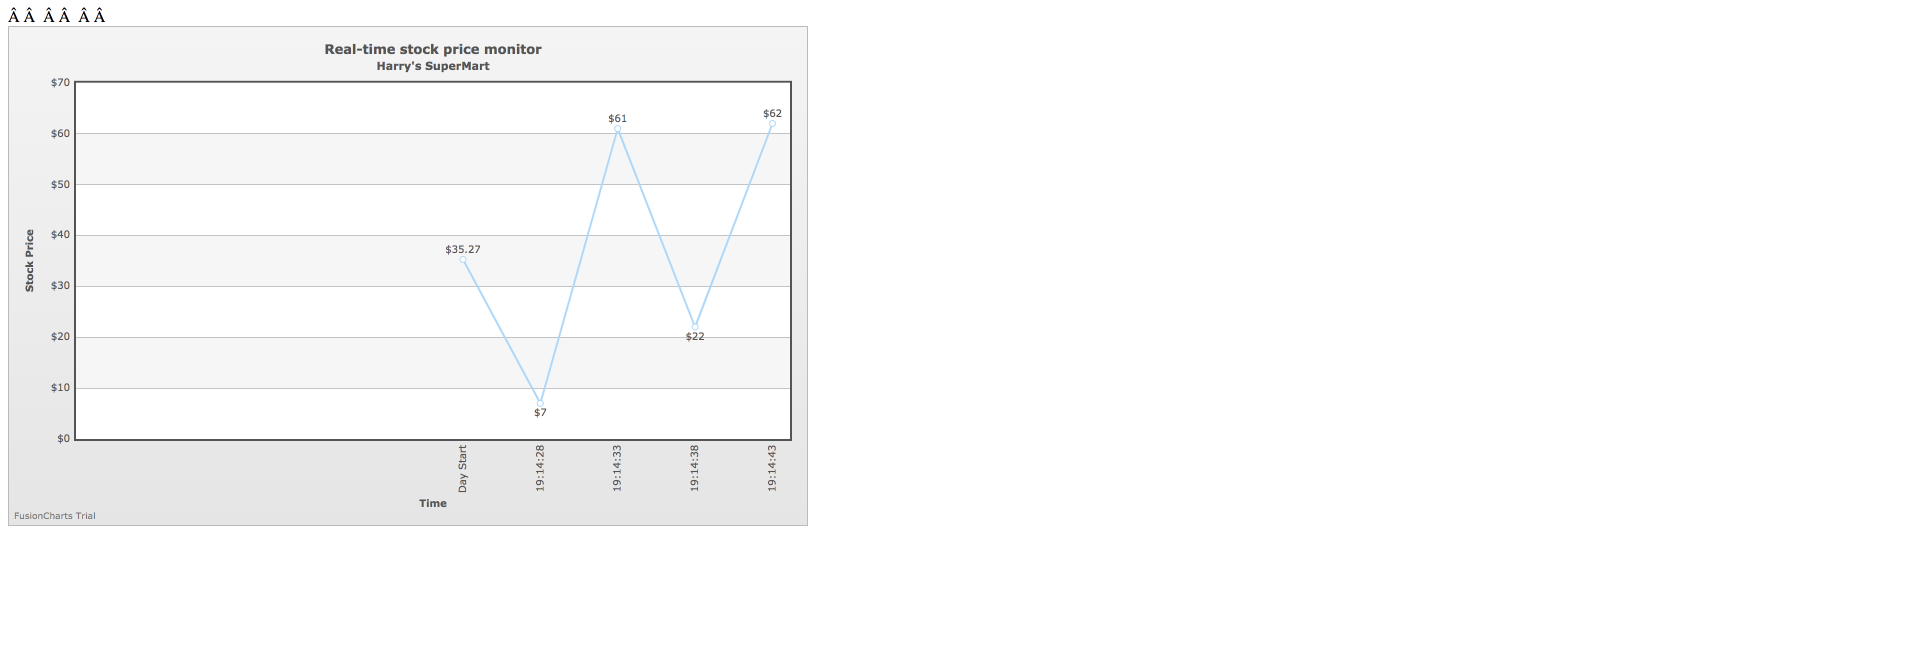 Â Â  Â Â  Â Â
Real-time stock price monitor
Harry's SuperMart
$70
$60
$50
$40
$30
$20
$10
$0
Stock Price
$35.27
$7
$61
$22
$62
Day Start
19:14:28
19:14:33
19:14:38
19:14:43
Time
FusionCharts Trial